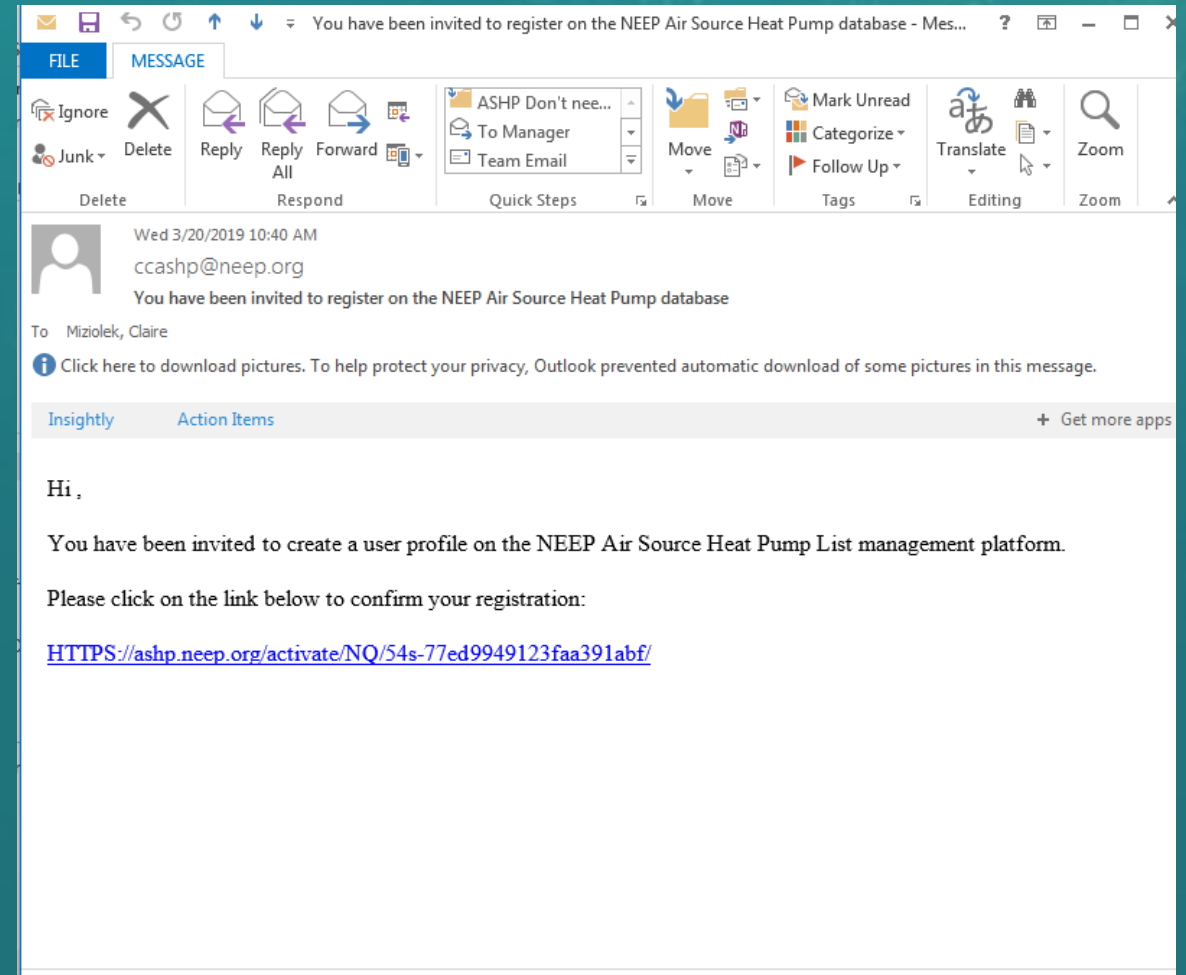 You have been invited to register on the NEEP Air Source Heat Pump database - Mes... ?
FILE MESSAGE
Ignore
Junk
Delete
Reply
Reply All
Forward
ASHP Don't nee...
To Manager
Team Email
Move
Mark Unread
Categorize
Follow Up
Translate
Zoom
Delete Respond Quick Steps Move Tags Editing Zoom
Wed 3/20/2019 10:40 AM
ccashp@neep.org
You have been invited to register on the NEEP Air Source Heat Pump database
To Miziolek, Claire
Click here to download pictures. To help protect your privacy, Outlook prevented automatic download of some pictures in this message.
Insightly Action Items + Get more apps
Hi ,
You have been invited to create a user profile on the NEEP Air Source Heat Pump List management platform.
Please click on the link below to confirm your registration:
HTTPS://ashp.neep.org/activate/NQ/54s-77ed9949123faa391abf/